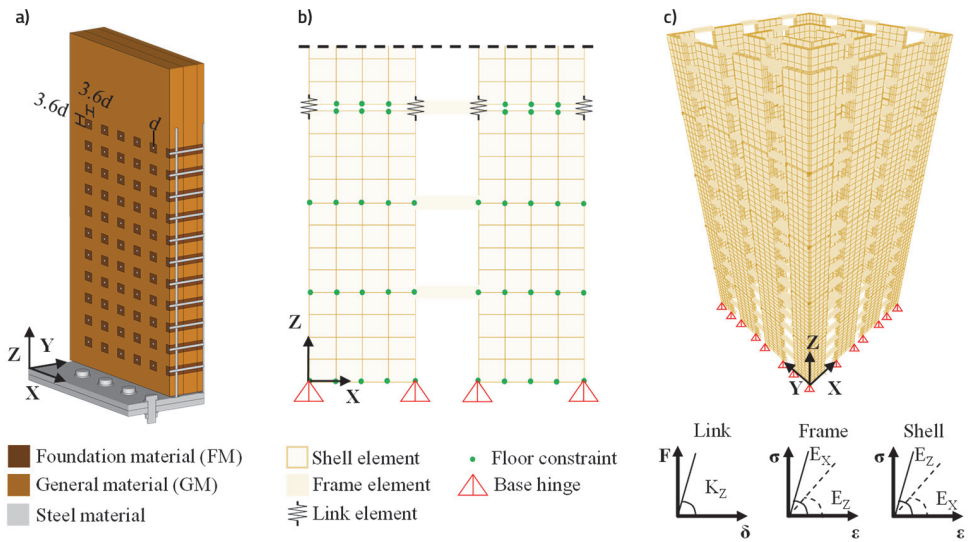 a)
3.6d
3.6d
d
Z
Y
X
Foundation material (FM)
General material (GM)
Steel material
b)
Z
X
Shell element
Frame element
Link element
Floor constraint
Base hinge
c)
Z
Y
X
Link
F
K_Z
δ
Frame
σ
E_X
E_Z
ε
Shell
σ
E_Z
E_X
ε